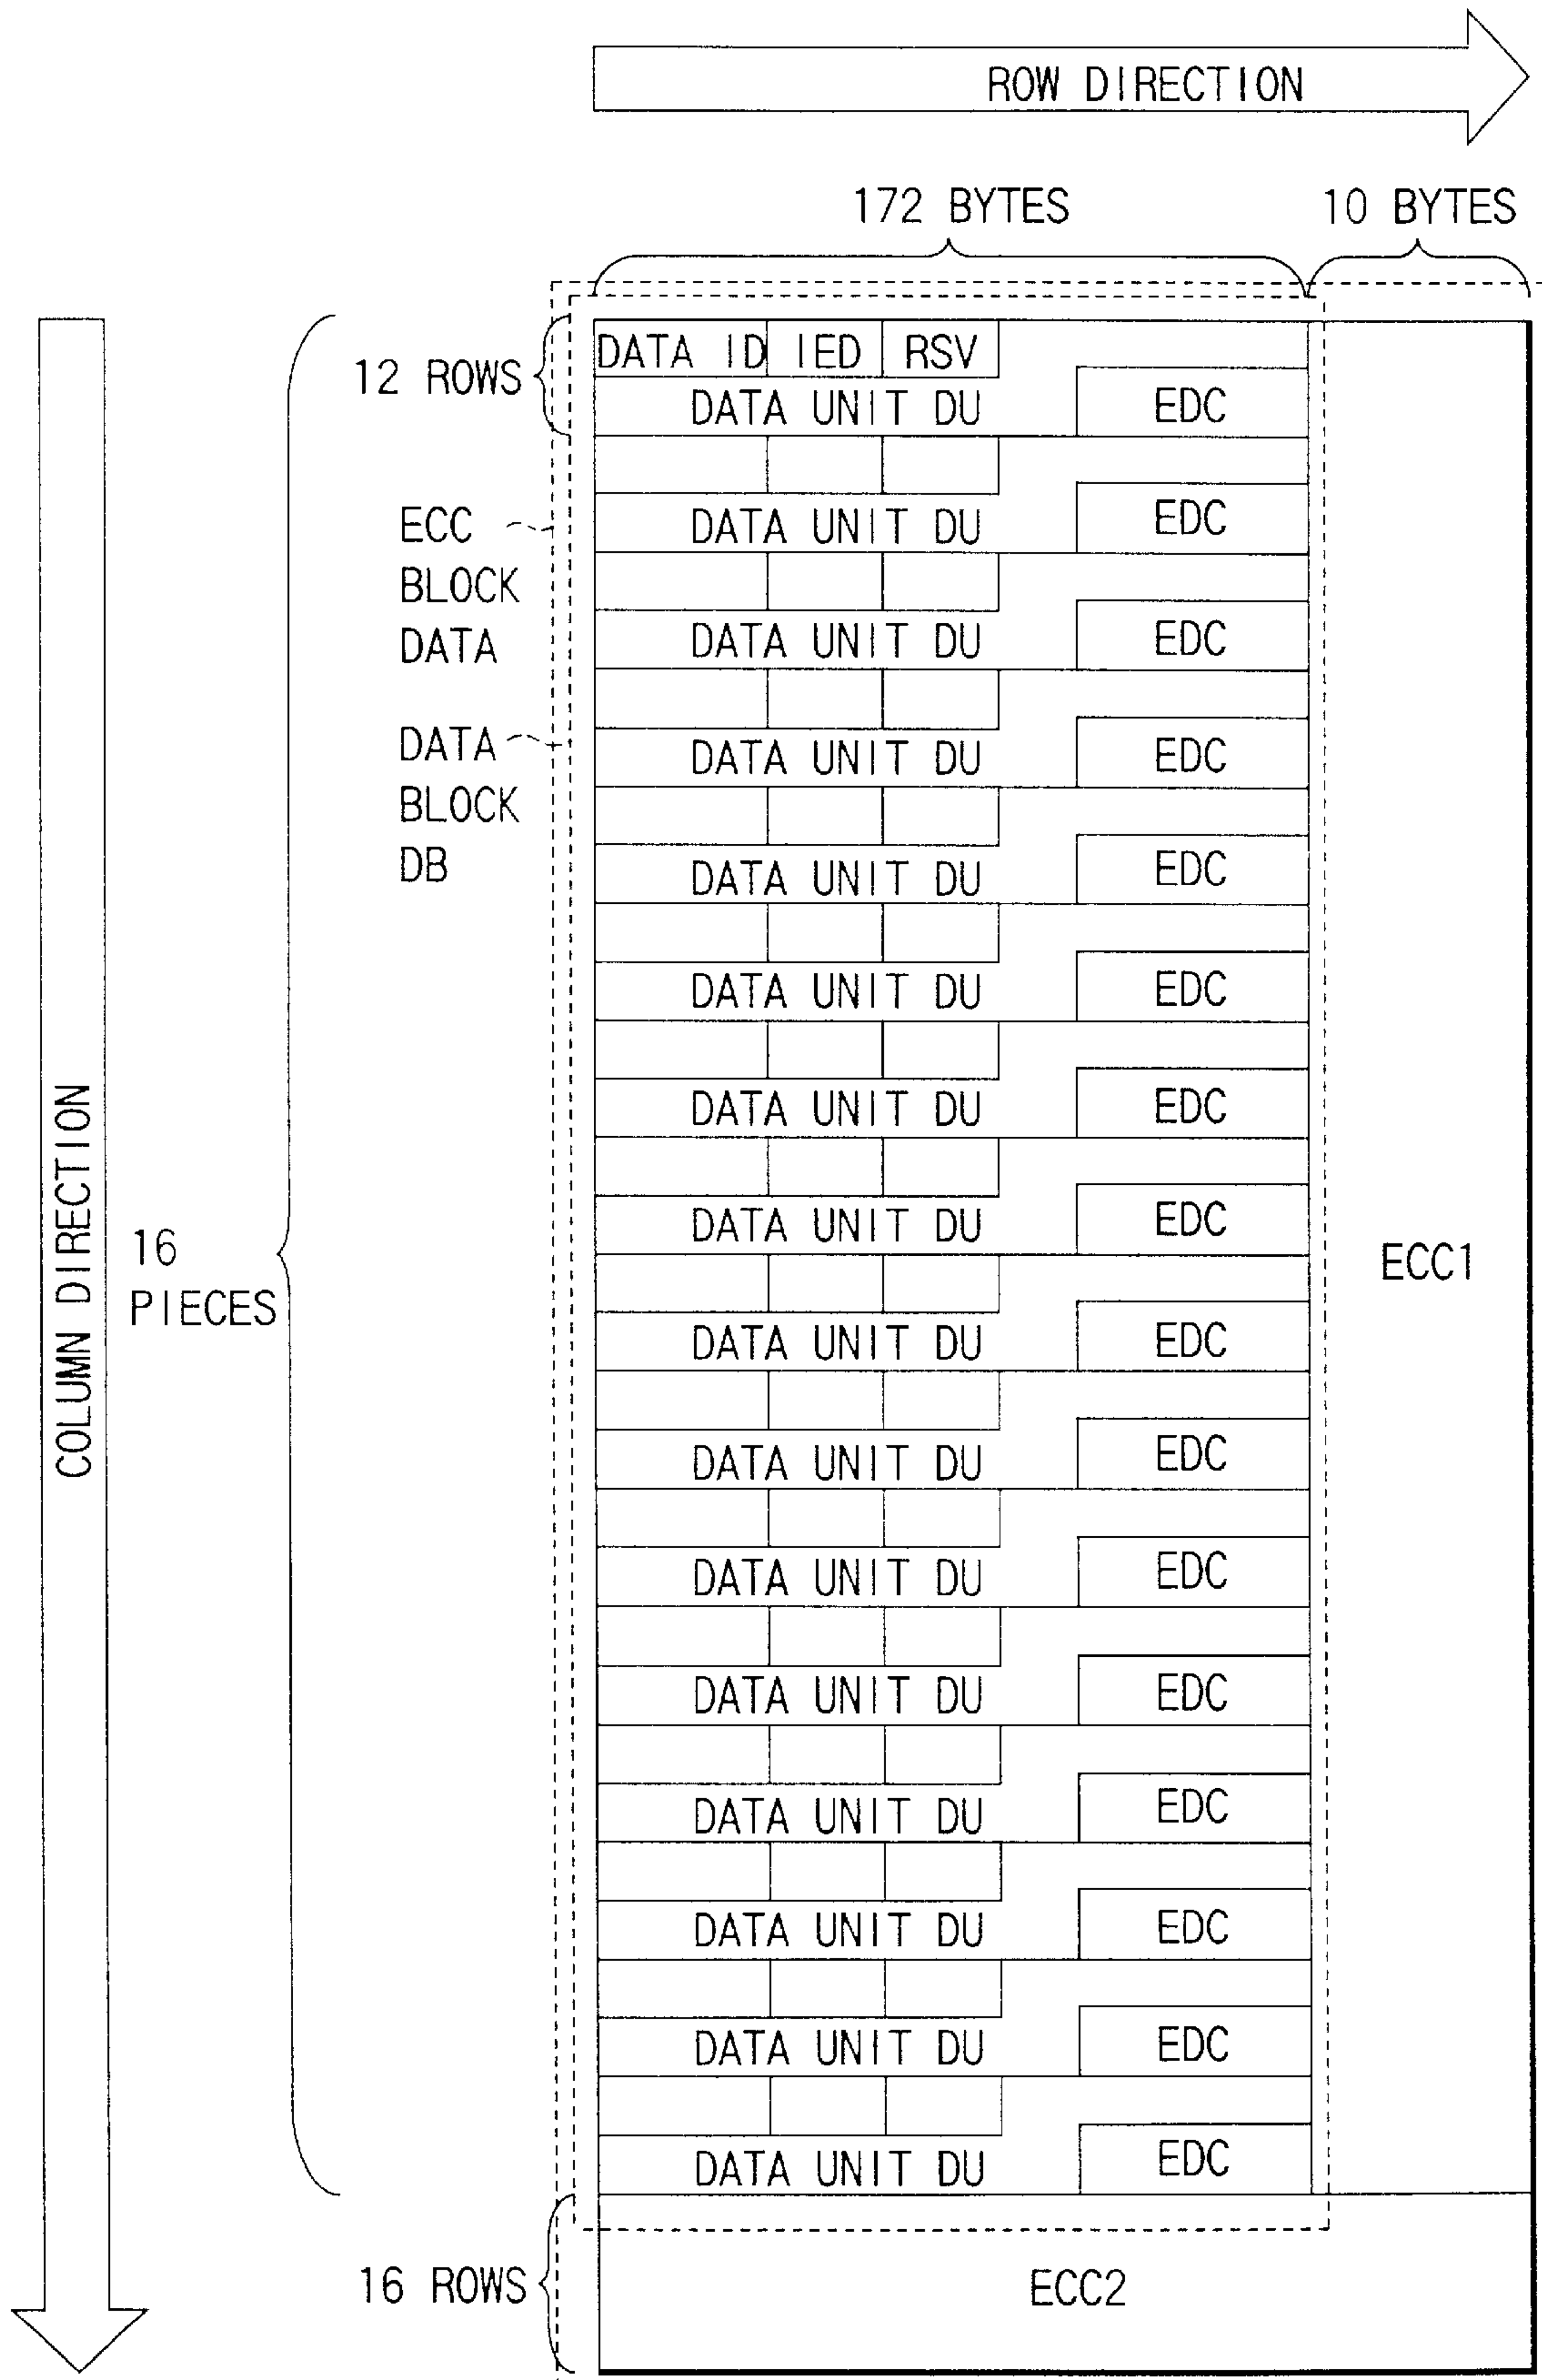 ROW DIRECTION
172 BYTES
10 BYTES
12 ROWS
DATA ID
IED
RSV
DATA UNIT DU
EDC
DATA UNIT DU
EDC
ECC
BLOCK
DATA
DATA UNIT DU
EDC
DATA UNIT DU
EDC
DATA
BLOCK
DB
DATA UNIT DU
EDC
DATA UNIT DU
EDC
DATA UNIT DU
EDC
DATA UNIT DU
EDC
COLUMN DIRECTION
16
PIECES
ECC1
DATA UNIT DU
EDC
DATA UNIT DU
EDC
DATA UNIT DU
EDC
DATA UNIT DU
EDC
DATA UNIT DU
EDC
DATA UNIT DU
EDC
DATA UNIT DU
EDC
DATA UNIT DU
EDC
16 ROWS
ECC2